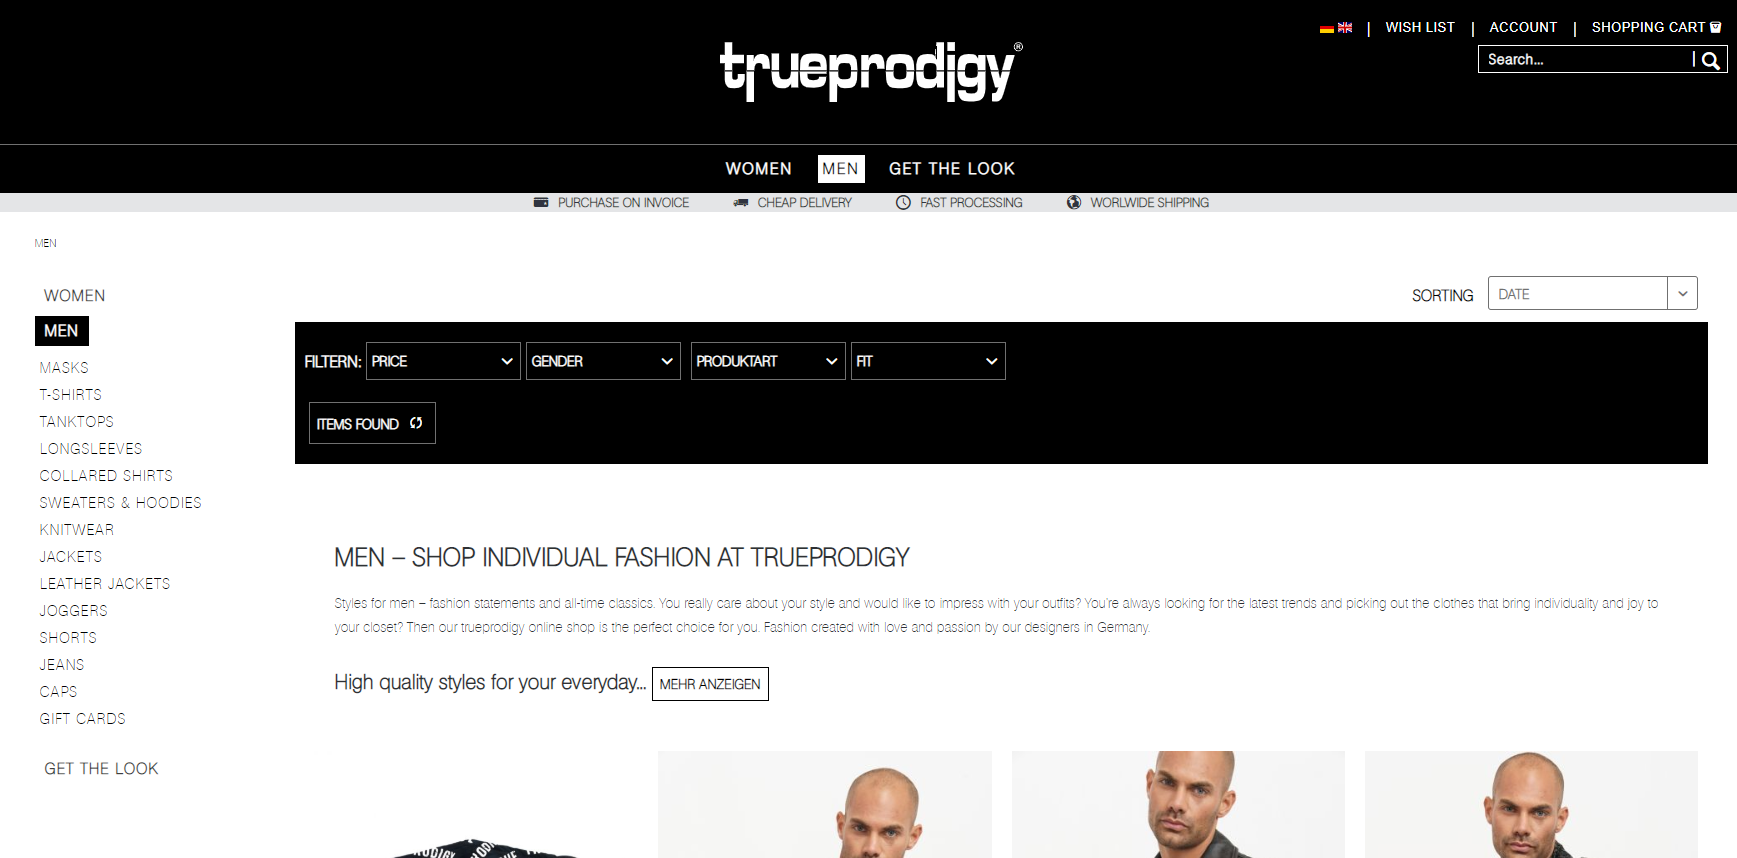 WISH LIST | ACCOUNT | SHOPPING CART
trueprodigy®
Search...
WOMEN MEN GET THE LOOK
PURCHASE ON INVOICE CHEAP DELIVERY FAST PROCESSING WORLWIDE SHIPPING
MEN
WOMEN
MEN
MASKS
T-SHIRTS
TANKTOPS
LONGSLEEVES
COLLARED SHIRTS
SWEATERS & HOODIES
KNITWEAR
JACKETS
LEATHER JACKETS
JOGGERS
SHORTS
JEANS
CAPS
GIFT CARDS
GET THE LOOK
SORTING DATE
FILTERN: PRICE GENDER PRODUKTART FIT
ITEMS FOUND
MEN – SHOP INDIVIDUAL FASHION AT TRUEPRODIGY
Styles for men – fashion statements and all-time classics. You really care about your style and would like to impress with your outfits? You're always looking for the latest trends and picking out the clothes that bring individuality and joy to
your closet? Then our trueprodigy online shop is the perfect choice for you. Fashion created with love and passion by our designers in Germany.
High quality styles for your everyday... MEHR ANZEIGEN